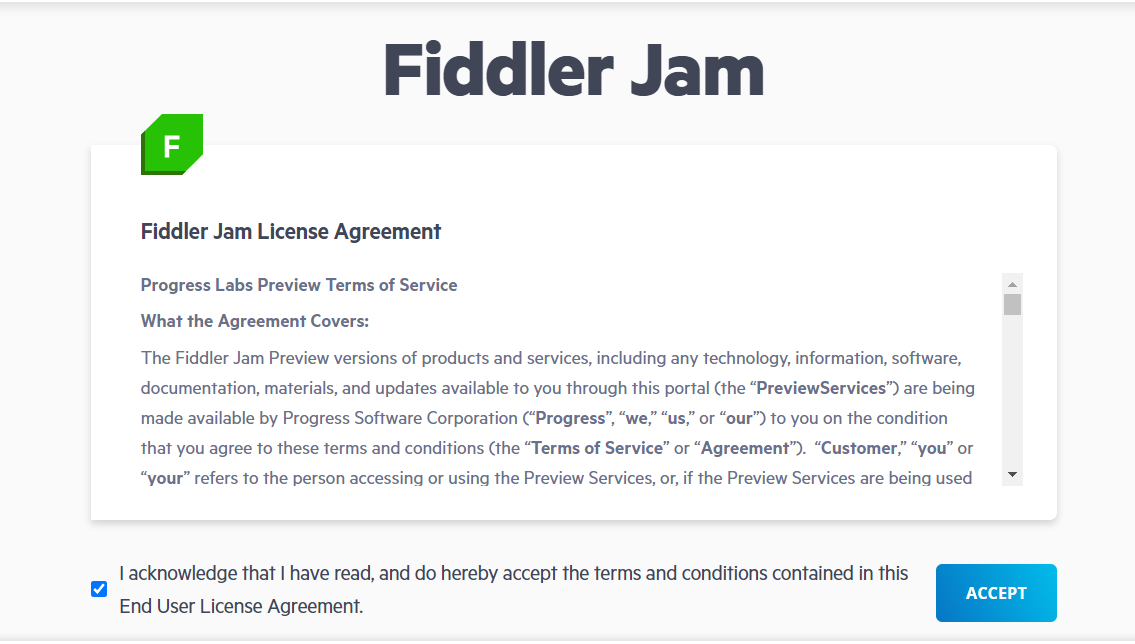 Fiddler Jam
F
Fiddler Jam License Agreement
Progress Labs Preview Terms of Service
What the Agreement Covers:
The Fiddler Jam Preview versions of products and services, including any technology, information, software,
documentation, materials, and updates available to you through this portal (the “PreviewServices”) are being
made available by Progress Software Corporation (“Progress”, “we,” “us,” or “our”) to you on the condition
that you agree to these terms and conditions (the “Terms of Service” or “Agreement”).  “Customer,” “you” or
“your” refers to the person accessing or using the Preview Services, or, if the Preview Services are being used
I acknowledge that I have read, and do hereby accept the terms and conditions contained in this
End User License Agreement.
ACCEPT